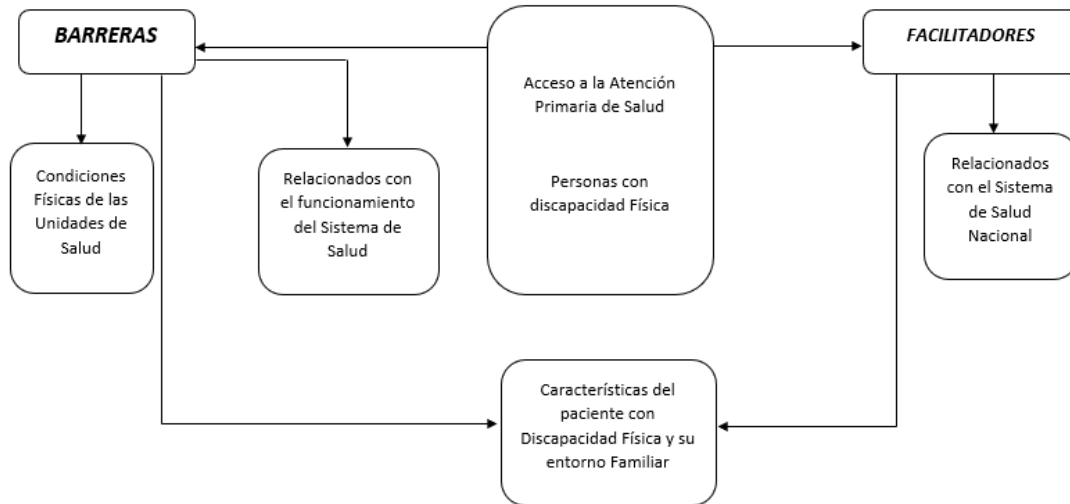 BARRERAS
Acceso a la Atención
Primaria de Salud
Personas con
discapacidad Física
FACILITADORES
Condiciones
Físicas de las
Unidades de
Salud
Relacionados con
el funcionamiento
del Sistema de
Salud
Relacionados
con el Sistema
de Salud
Nacional
Características del
paciente con
Discapacidad Física y su
entorno Familiar